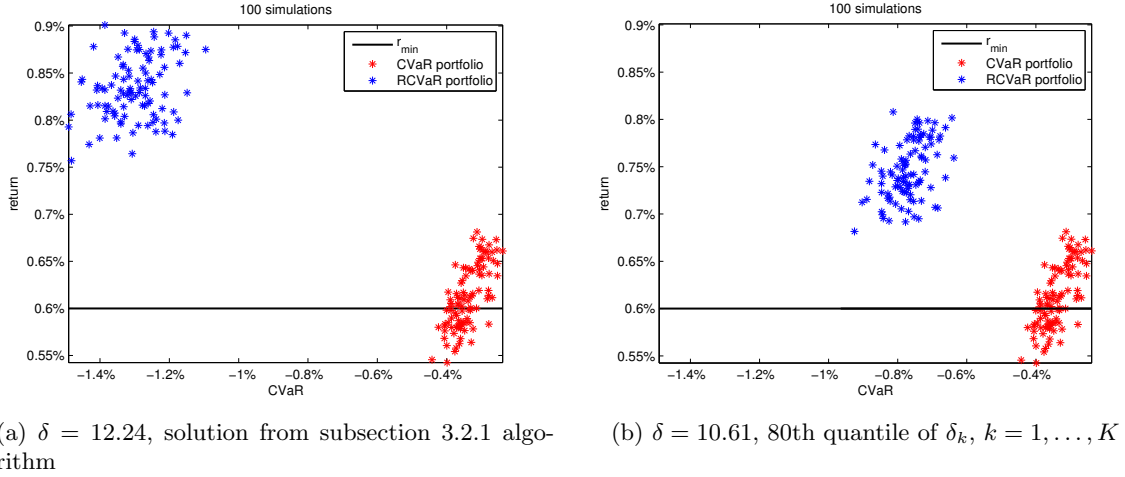 100 simulations
0.9%
0.85%
0.8%
0.75%
0.7%
0.65%
0.6%
0.55%
return
r_min
CVaR portfolio
RCVaR portfolio
−1.4% −1.2% −1% −0.8% −0.6% −0.4%
CVaR
100 simulations
0.9%
0.85%
0.8%
0.75%
0.7%
0.65%
0.6%
0.55%
return
r_min
CVaR portfolio
RCVaR portfolio
−1.4% −1.2% −1% −0.8% −0.6% −0.4%
CVaR
(a) δ = 12.24, solution from subsection 3.2.1 algo-
rithm
(b) δ = 10.61, 80th quantile of δ_k, k = 1, . . . , K